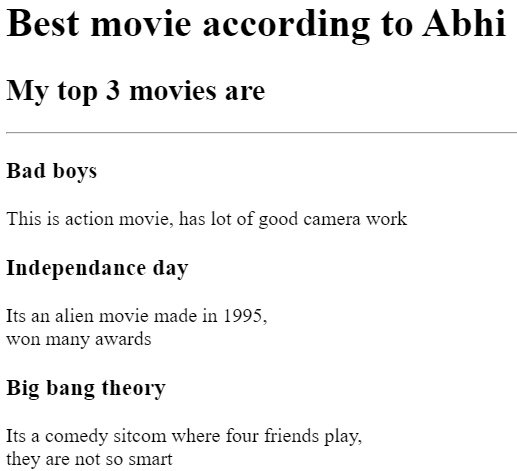 Best movie according to Abhi
My top 3 movies are
Bad boys
This is action movie, has lot of good camera work
Independance day
Its an alien movie made in 1995,
won many awards
Big bang theory
Its a comedy sitcom where four friends play,
they are not so smart